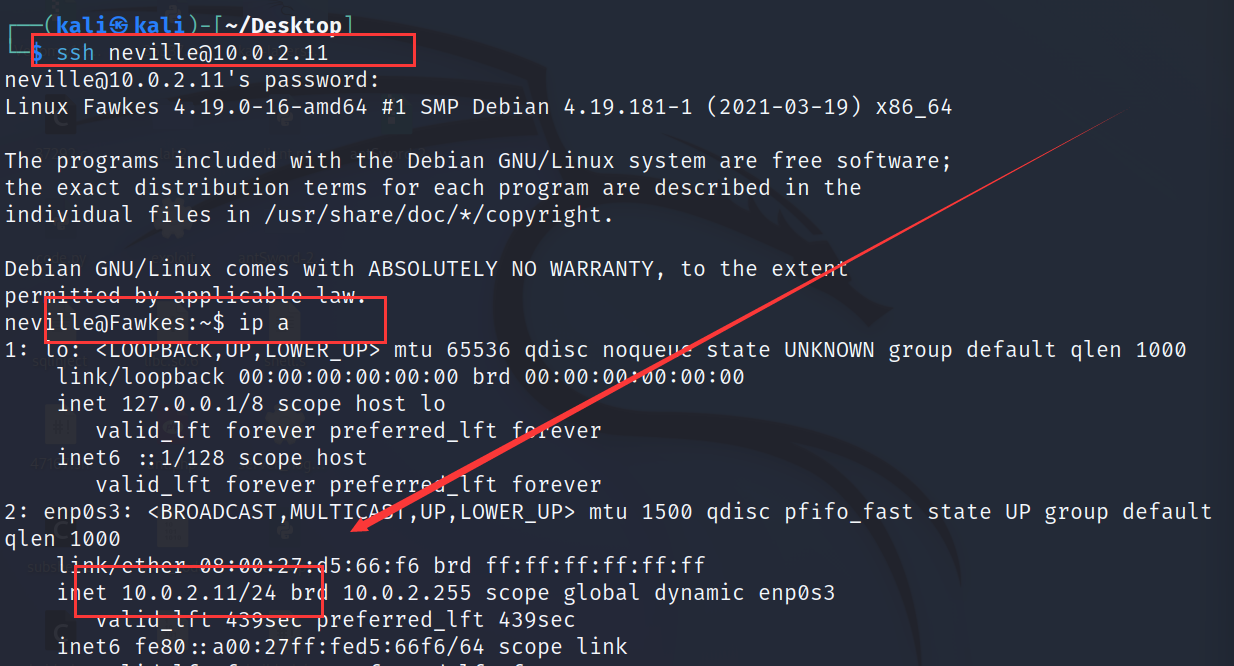 ┌──(kali㉿kali)-[~/Desktop]
└─$ ssh neville@10.0.2.11
neville@10.0.2.11's password:
Linux Fawkes 4.19.0-16-amd64 #1 SMP Debian 4.19.181-1 (2021-03-19) x86_64
The programs included with the Debian GNU/Linux system are free software;
the exact distribution terms for each program are described in the
individual files in /usr/share/doc/*/copyright.
Debian GNU/Linux comes with ABSOLUTELY NO WARRANTY, to the extent
permitted by applicable law.
neville@Fawkes:~$ ip a
1: lo: <LOOPBACK,UP,LOWER_UP> mtu 65536 qdisc noqueue state UNKNOWN group default qlen 1000
link/loopback 00:00:00:00:00:00 brd 00:00:00:00:00:00
inet 127.0.0.1/8 scope host lo
valid_lft forever preferred_lft forever
inet6 ::1/128 scope host
valid_lft forever preferred_lft forever
2: enp0s3: <BROADCAST,MULTICAST,UP,LOWER_UP> mtu 1500 qdisc pfifo_fast state UP group default
qlen 1000
link/ether 08:00:27:d5:66:f6 brd ff:ff:ff:ff:ff:ff
inet 10.0.2.11/24 brd 10.0.2.255 scope global dynamic enp0s3
valid_lft 439sec preferred_lft 439sec
inet6 fe80::a00:27ff:fed5:66f6/64 scope link